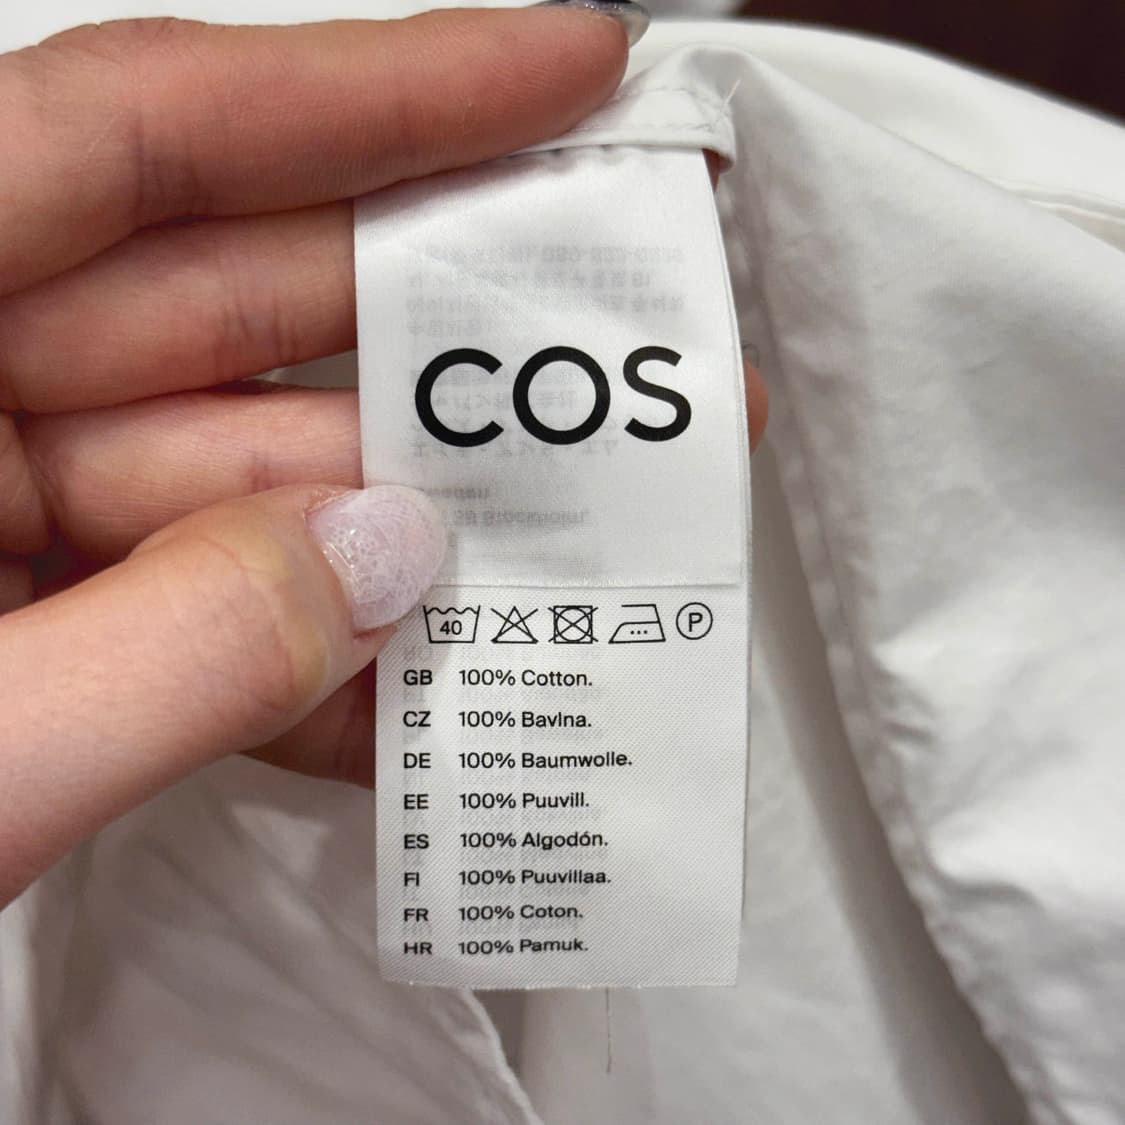 COS
40
P
GB 100% Cotton.
CZ 100% Bavlna.
DE 100% Baumwolle.
EE 100% Puuvill.
ES 100% Algodón.
FI 100% Puuvillaa.
FR 100% Coton.
HR 100% Pamuk.